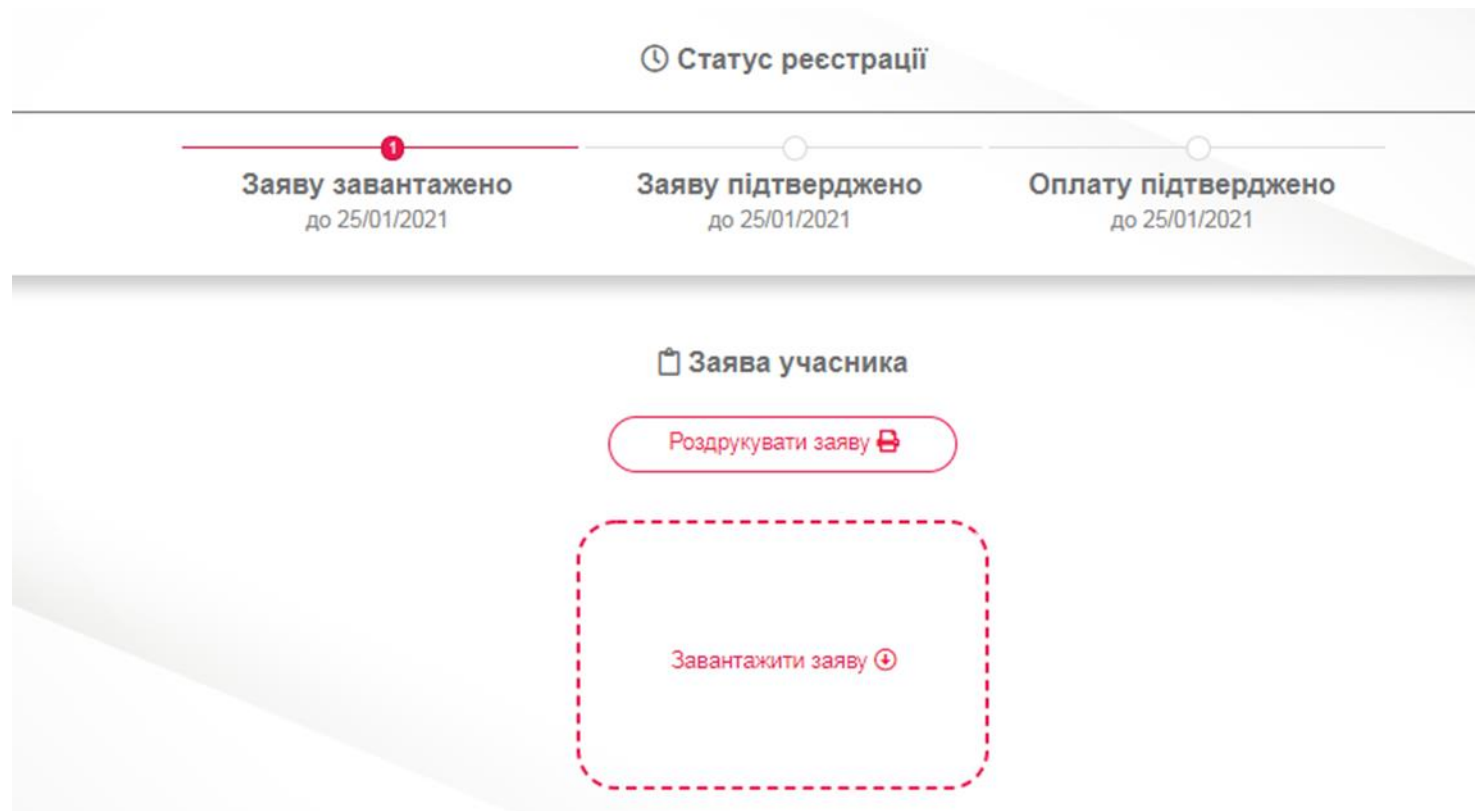 Статус реєстрації
1
Заяву завантажено
до 25/01/2021
Заяву підтверджено
до 25/01/2021
Оплату підтверджено
до 25/01/2021
Заява учасника
Роздрукувати заяву
Завантажити заяву